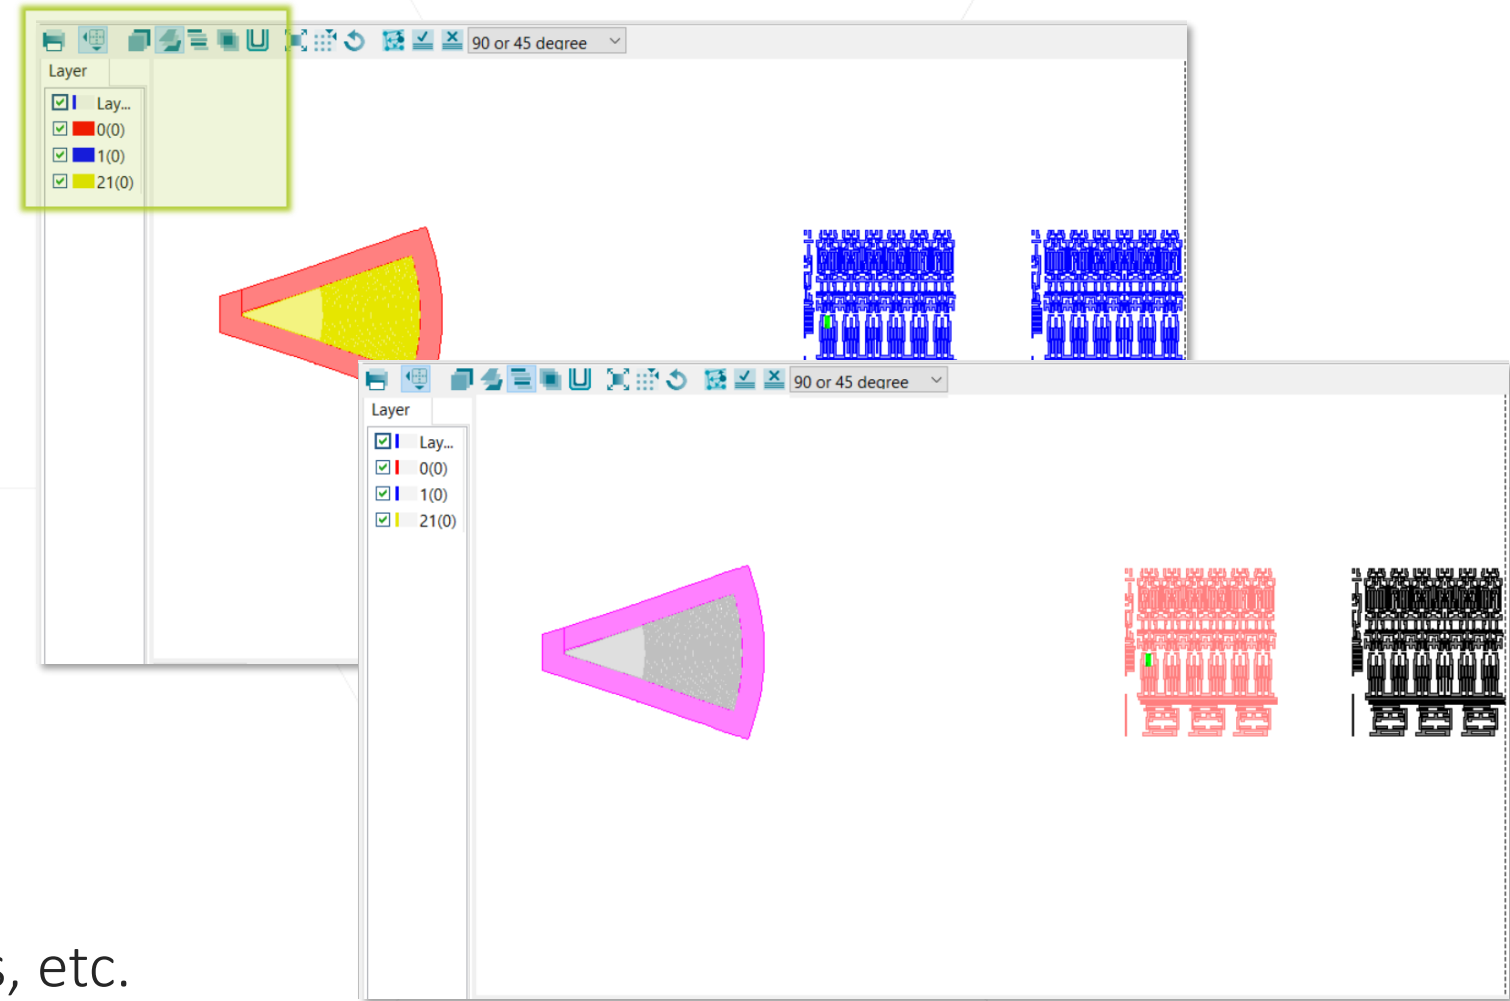 90 or 45 degree
Layer
Lay...
0(0)
1(0)
21(0)
90 or 45 degree
Layer
Lay...
0(0)
1(0)
21(0)
s, etc.